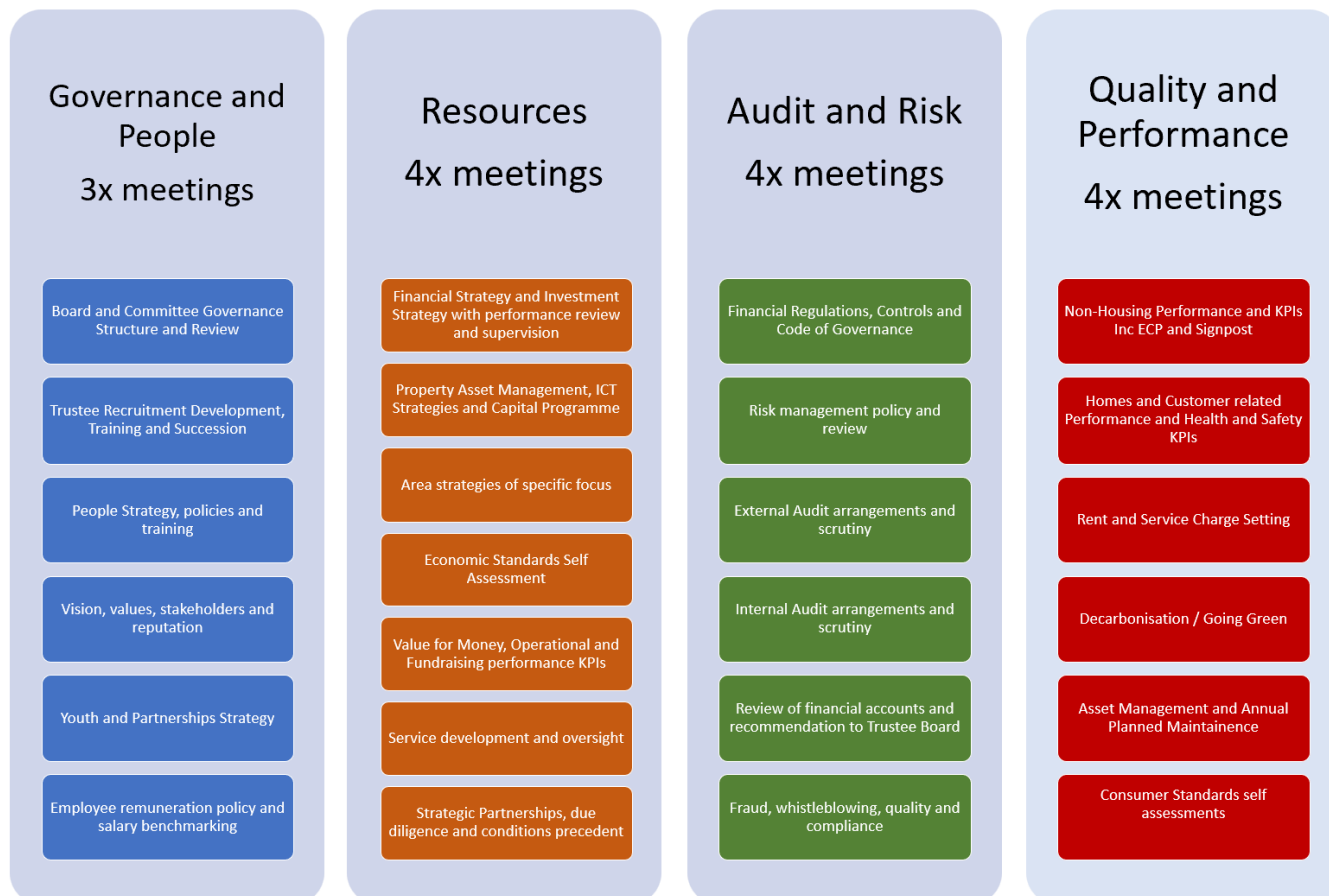 Governance and
People
3x meetings
Board and Committee Governance
Structure and Review
Trustee Recruitment Development,
Training and Succession
People Strategy, policies and
training
Vision, values, stakeholders and
reputation
Youth and Partnerships Strategy
Employee remuneration policy and
salary benchmarking
Resources
4x meetings
Financial Strategy and Investment
Strategy with performance review
and supervision
Property Asset Management, ICT
Strategies and Capital Programme
Area strategies of specific focus
Economic Standards Self
Assessment
Value for Money, Operational and
Fundraising performance KPIs
Service development and oversight
Strategic Partnerships, due
diligence and conditions precedent
Audit and Risk
4x meetings
Financial Regulations, Controls and
Code of Governance
Risk management policy and
review
External Audit arrangements and
scrutiny
Internal Audit arrangements and
scrutiny
Review of financial accounts and
recommendation to Trustee Board
Fraud, whistleblowing, quality and
compliance
Quality and
Performance
4x meetings
Non-Housing Performance and KPIs
Inc ECP and Signpost
Homes and Customer related
Performance and Health and Safety
KPIs
Rent and Service Charge Setting
Decarbonisation / Going Green
Asset Management and Annual
Planned Maintainence
Consumer Standards self
assessments